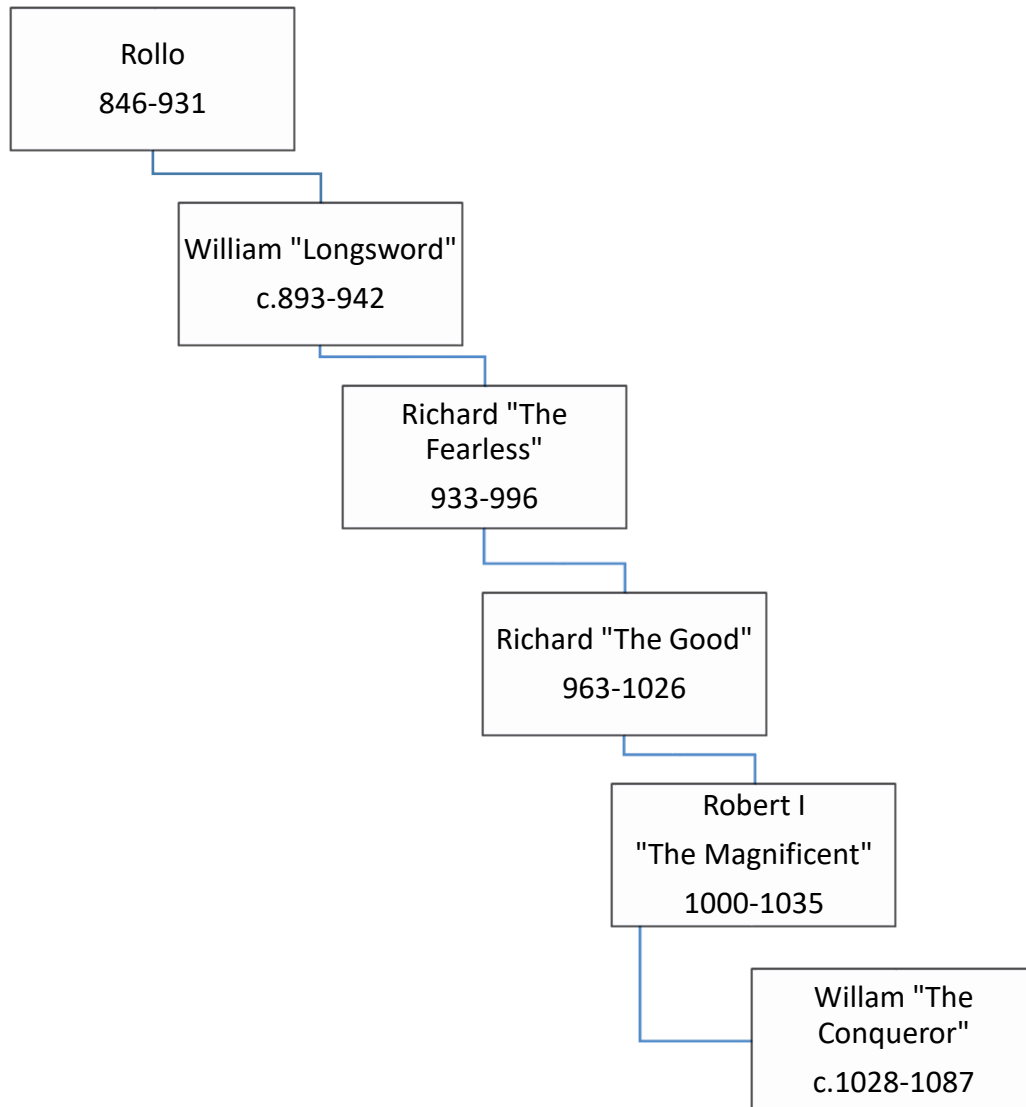 Rollo
846-931
William "Longsword"
c.893-942
Richard "The
Fearless"
933-996
Richard "The Good"
963-1026
Robert I
"The Magnificent"
1000-1035
Willam "The
Conqueror"
c.1028-1087